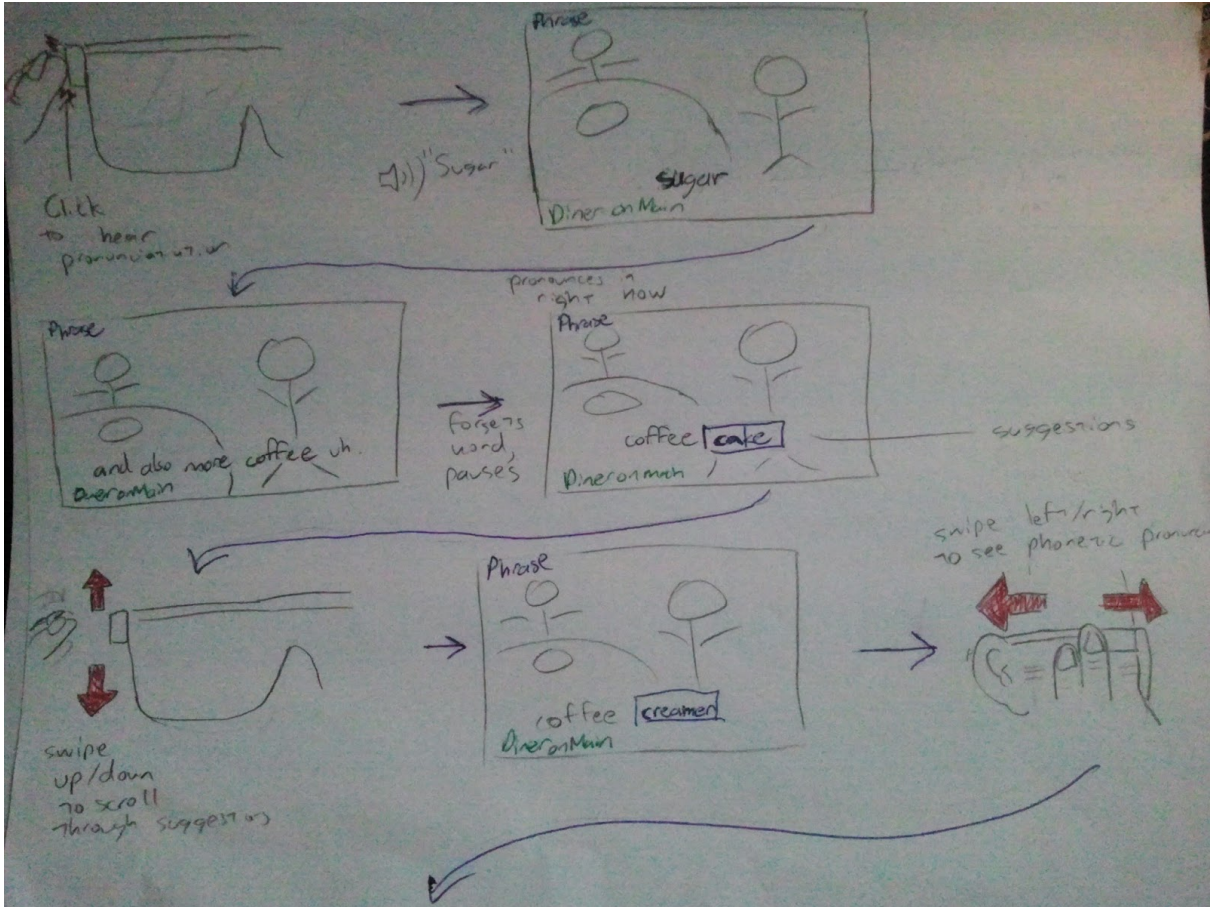 Phrase
"Sugar"
sugar
Diner on Main
Click
to hear
pronounces it
right now
Phrase
and also more coffee uh.
Diner on Main
forgets
word,
pauses
Phrase
coffee cake
suggestions
Diner on main
swipe left/right
to see phonetic
swipe
up/down
to scroll
through suggestions
Phrase
coffee creamer
Diner on Main